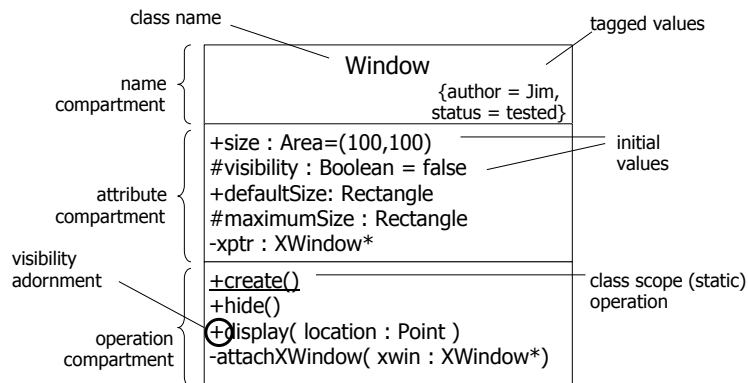 class name
tagged values
Window
{author = Jim,
status = tested}
name
compartment
+size : Area=(100,100)
#visibility : Boolean = false
+defaultSize: Rectangle
#maximumSize : Rectangle
-xptr : XWindow*
initial
values
attribute
compartment
visibility
adornment
+create()
+hide()
+display( location : Point )
-attachXWindow( xwin : XWindow*)
class scope (static)
operation
operation
compartment